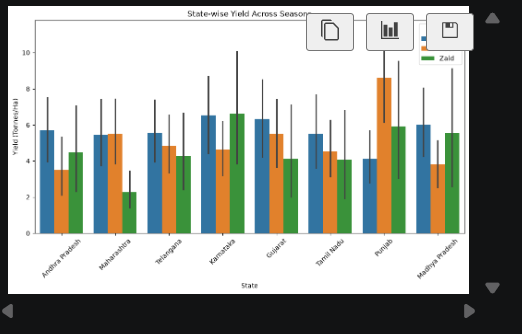 State-wise Yield Across Seasons
Zaid
Yield (Tonnes/Ha)
10
8
6
4
2
0
Andhra Pradesh
Maharashtra
Telangana
Karnataka
Gujarat
Tamil Nadu
Punjab
Madhya Pradesh
State